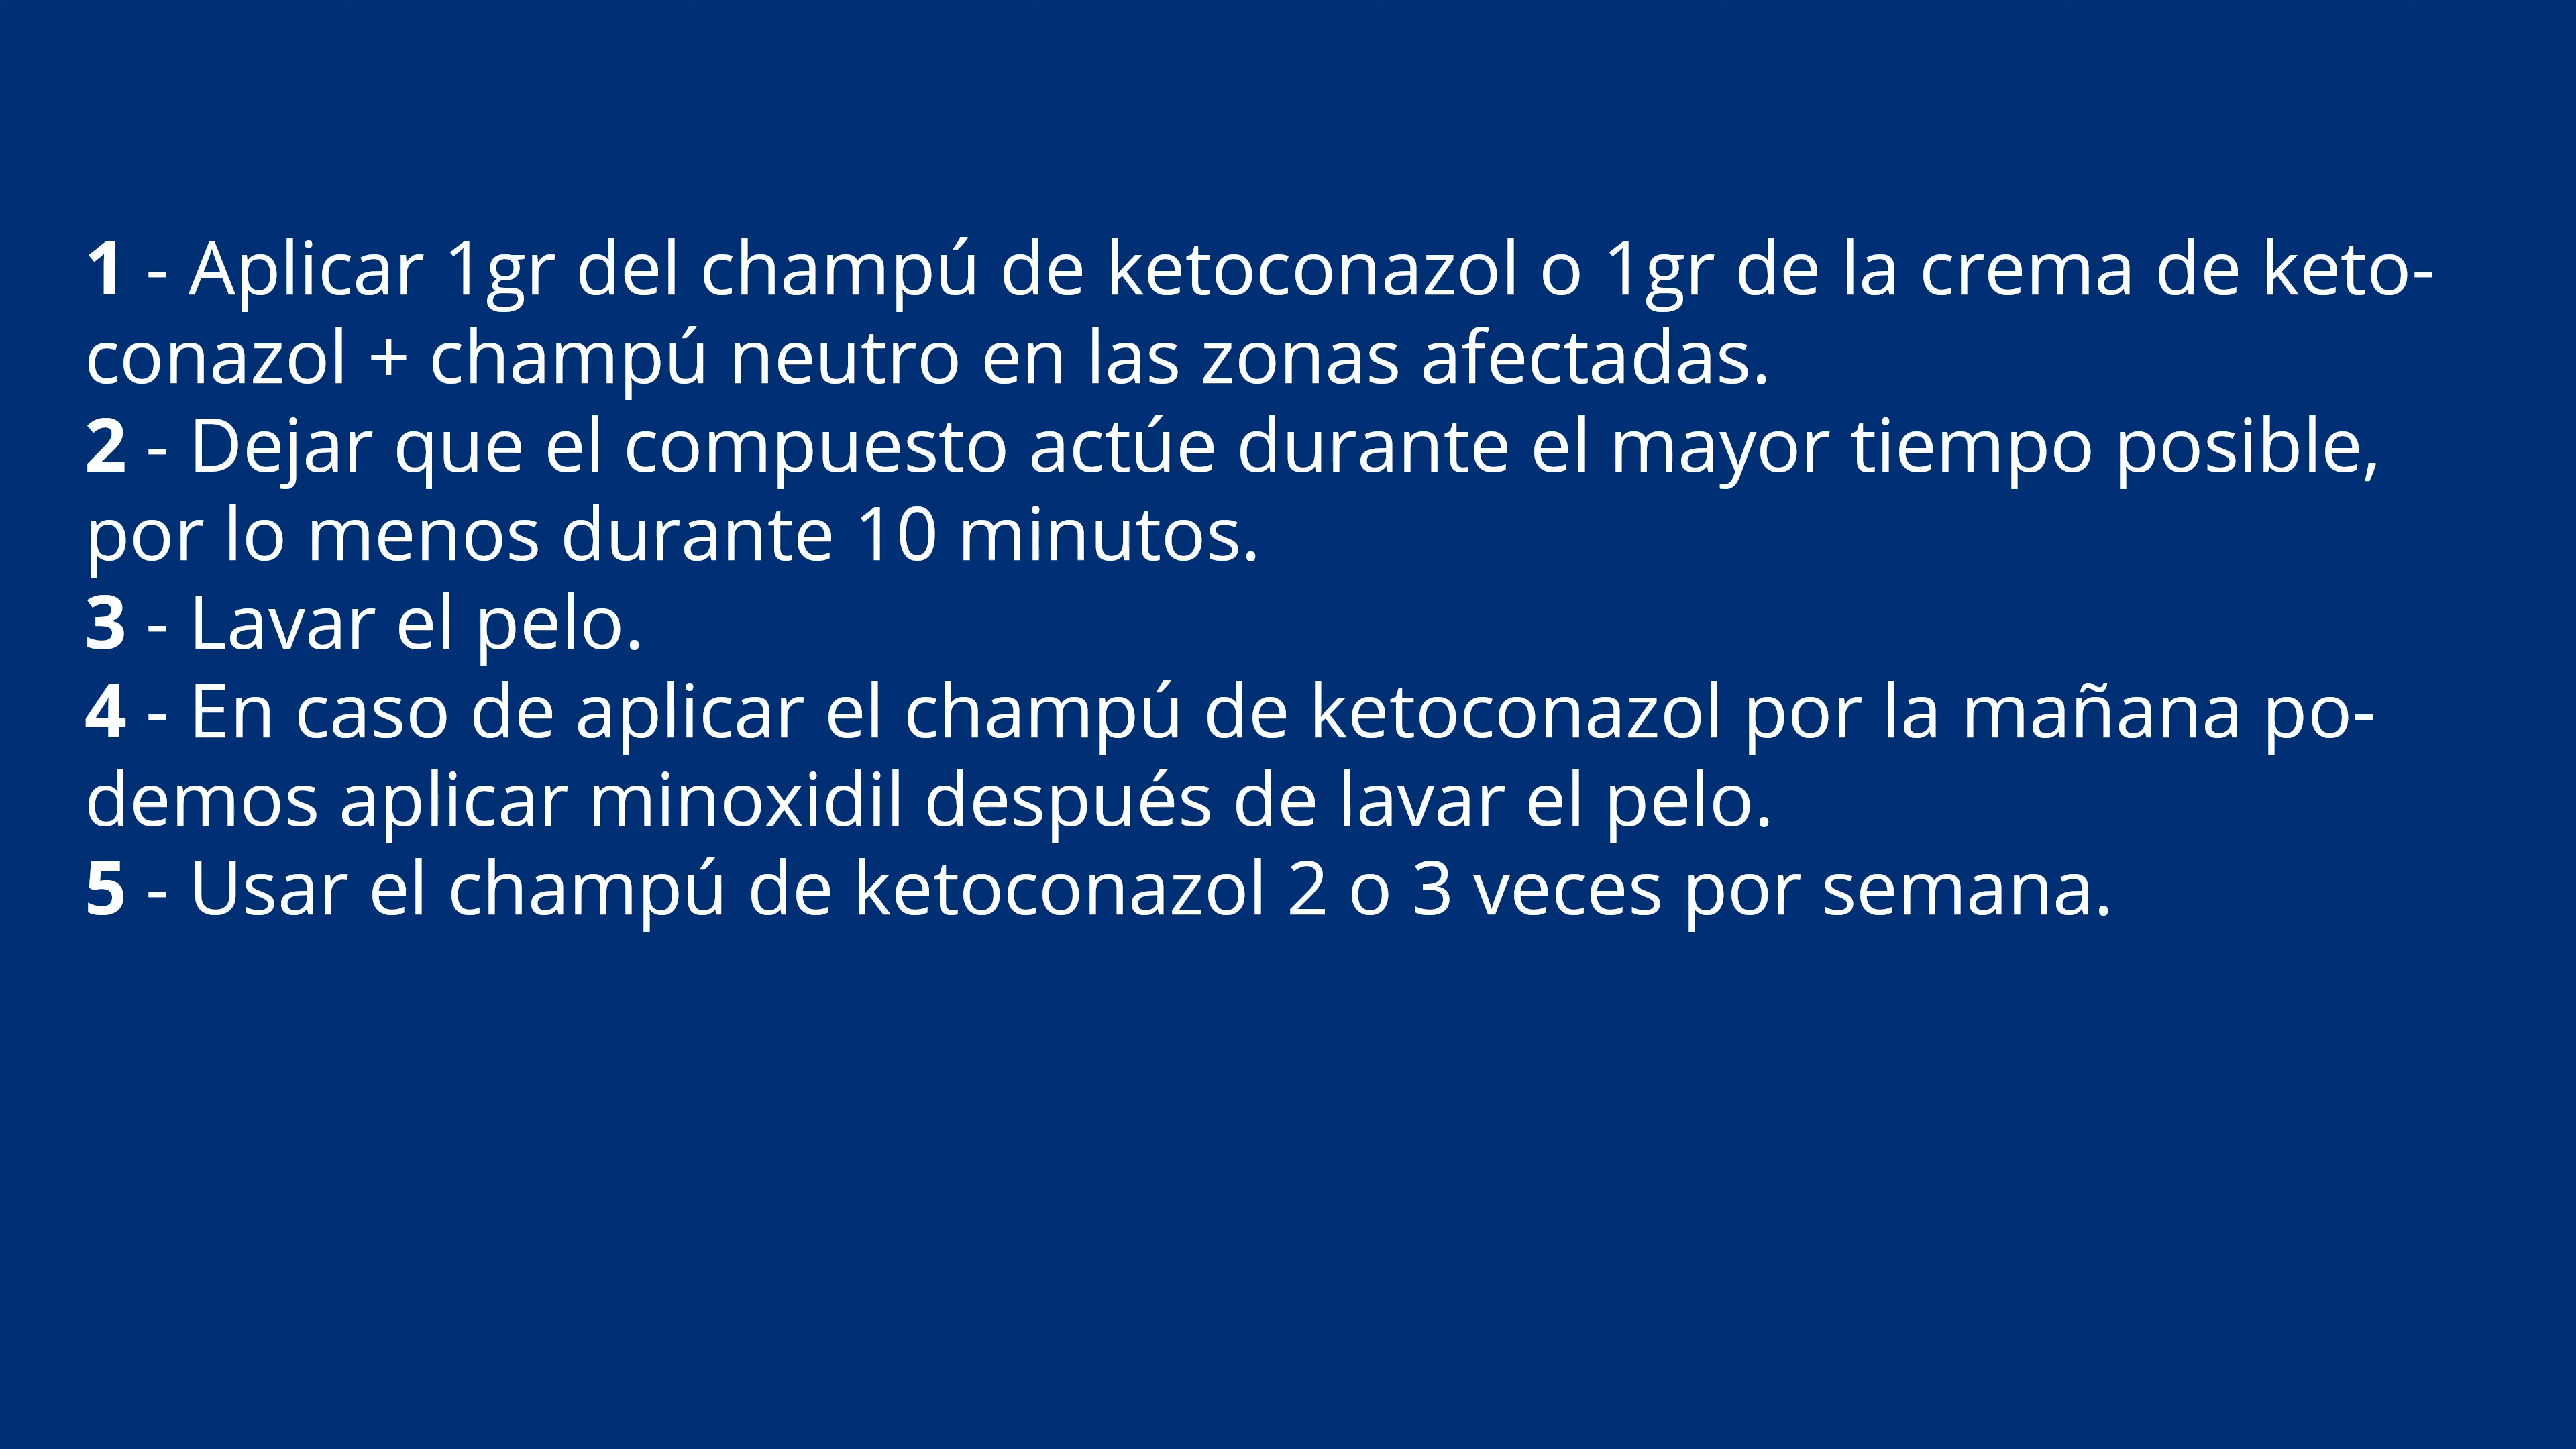 1 - Aplicar 1gr del champú de ketoconazol o 1gr de la crema de keto-
conazol + champú neutro en las zonas afectadas.
2 - Dejar que el compuesto actúe durante el mayor tiempo posible,
por lo menos durante 10 minutos.
3 - Lavar el pelo.
4 - En caso de aplicar el champú de ketoconazol por la mañana po-
demos aplicar minoxidil después de lavar el pelo.
5 - Usar el champú de ketoconazol 2 o 3 veces por semana.